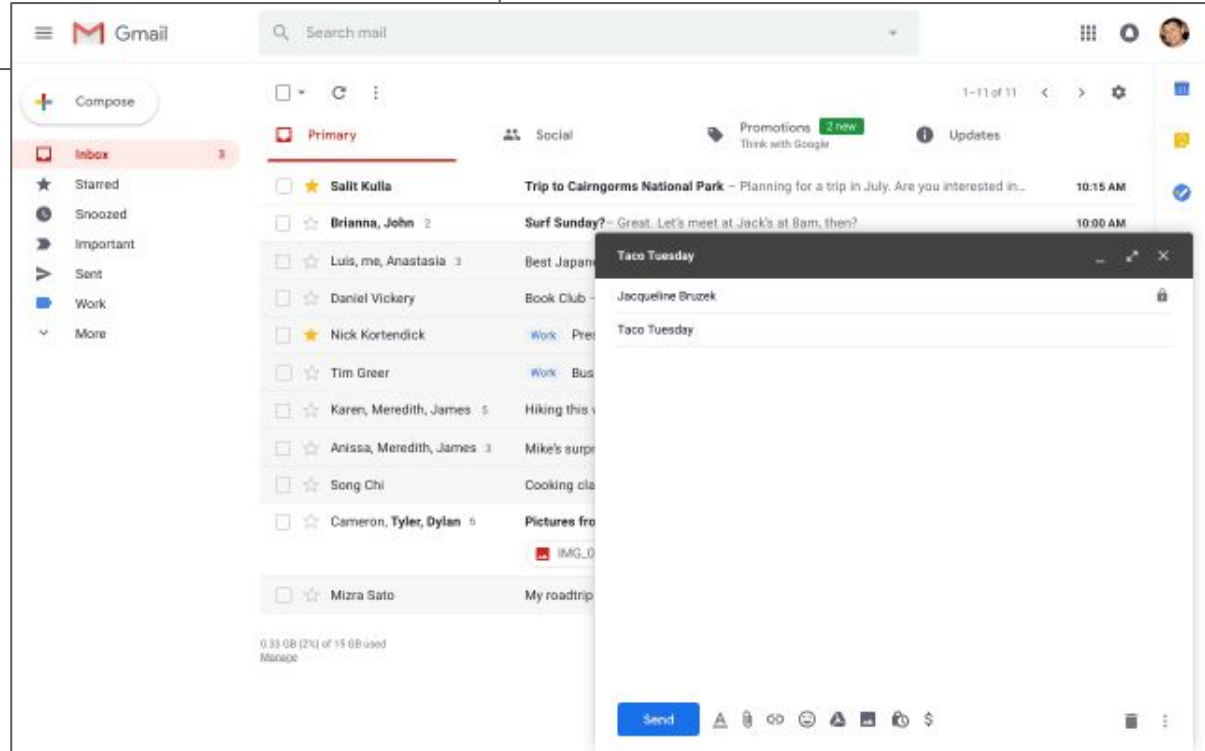 Gmail
Search mail
Compose
1–11 of 11
Primary
Social
Promotions 2 new
Think with Google
Updates
Inbox 3
Starred
Snoozed
Important
Sent
Work
More
Salit Kulla Trip to Cairngorms National Park – Planning for a trip in July. Are you interested in... 10:15 AM
Brianna, John 2 Surf Sunday? – Great. Let's meet at Jack's at 8am, then? 10:00 AM
Luis, me, Anastasia 3 Best Japan
Daniel Vickery Book Club –
Nick Kortendick Work Pres
Tim Greer Work Bus
Karen, Meredith, James 5 Hiking this
Anissa, Meredith, James 3 Mike's surpr
Song Chi Cooking cla
Cameron, Tyler, Dylan 6 Pictures fro
IMG_0
Mizra Sato My roadtrip
0.33 GB (2%) of 15 GB used
Manage
Taco Tuesday
Jacqueline Bruzek
Taco Tuesday
Send